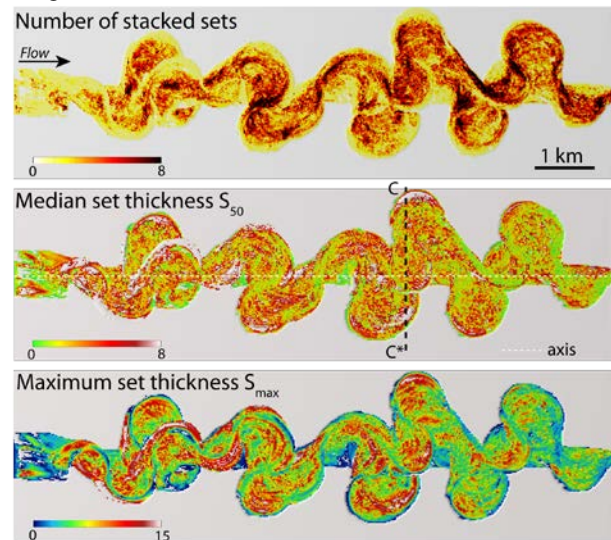 Number of stacked sets
Flow
0 8
1 km
Median set thickness S50
C
0 8
C*
axis
Maximum set thickness Smax
0 15